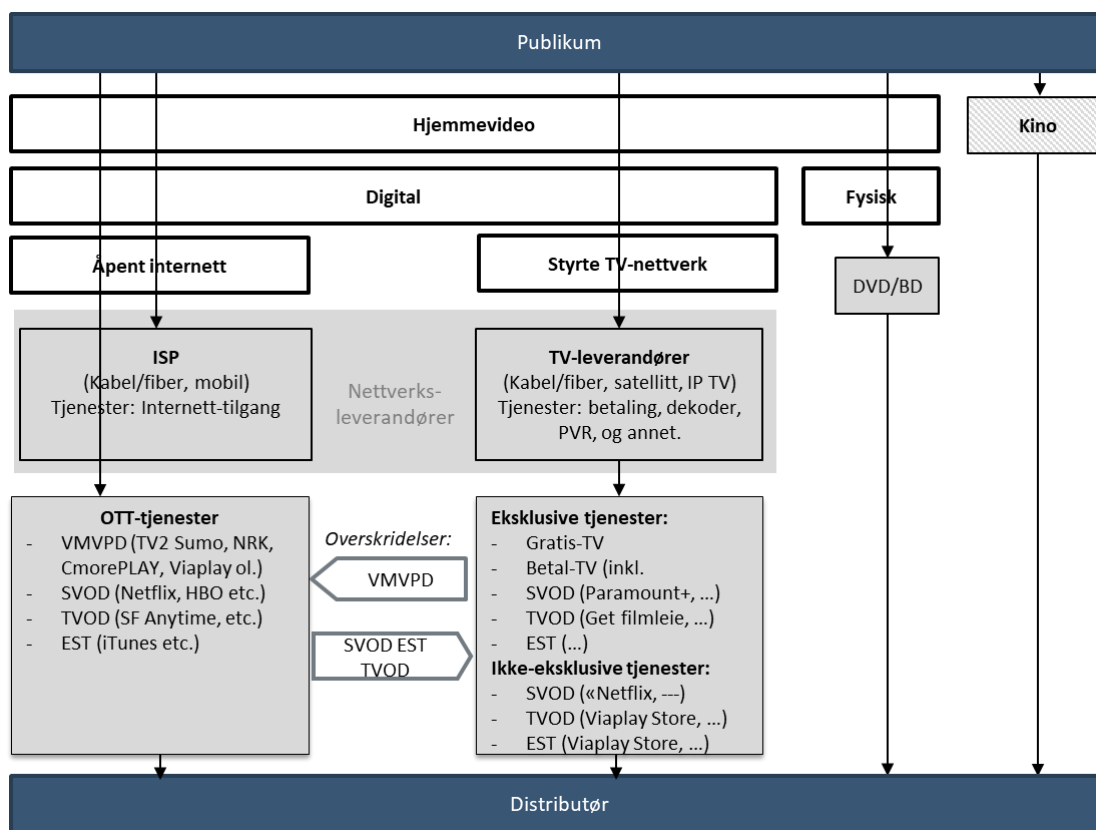 Publikum
Hjemmevideo
Kino
Digital
Fysisk
Åpent internett
Styrte TV-nettverk
DVD/BD
ISP
(Kabel/fiber, mobil)
Tjenester: Internett-tilgang
Nettverks-
leverandører
TV-leverandører
(Kabel/fiber, satellitt, IP TV)
Tjenester: betaling, dekoder,
PVR, og annet.
OTT-tjenester
- VMVPD (TV2 Sumo, NRK,
CmorePLAY, Viaplay ol.)
- SVOD (Netflix, HBO etc.)
- TVOD (SF Anytime, etc.)
- EST (iTunes etc.)
Overskridelser:
VMVPD
SVOD EST
TVOD
Eksklusive tjenester:
- Gratis-TV
- Betal-TV (inkl.
- SVOD (Paramount+, ...)
- TVOD (Get filmleie, ...)
- EST (...)
Ikke-eksklusive tjenester:
- SVOD («Netflix, ---)
- TVOD (Viaplay Store, ...)
- EST (Viaplay Store, ...)
Distributør